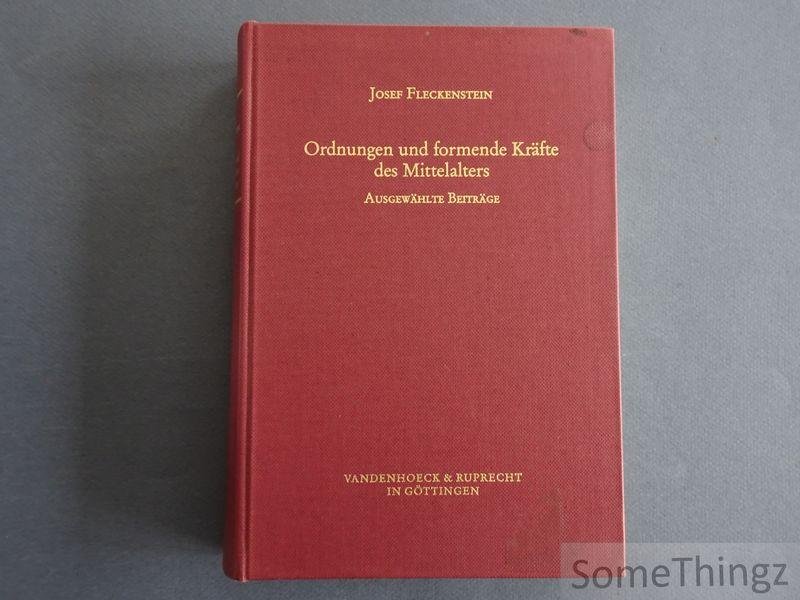 Josef Fleckenstein
Ordnungen und formende Kräfte
des Mittelalters
Ausgewählte Beiträge
VANDENHOECK & RUPRECHT
IN GÖTTINGEN
SomeThingz